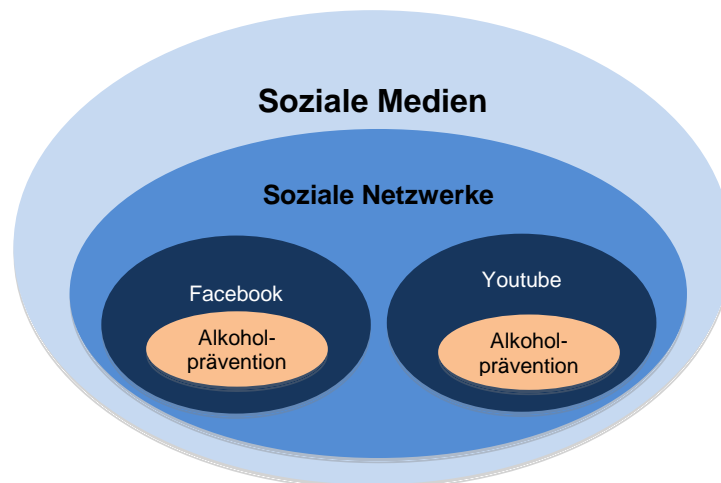 Soziale Medien
Soziale Netzwerke
Facebook
Alkohol-
prävention
Youtube
Alkohol-
prävention